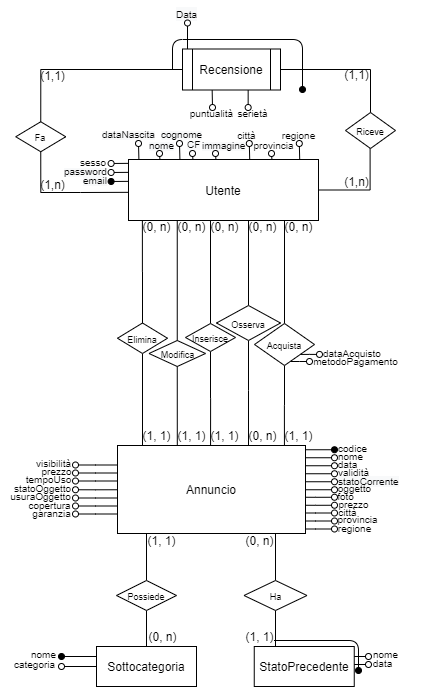 Data
(1,1)
Recensione
(1,1)
puntualità serietà
Fa
Riceve
dataNascita cognome città regione
nome CF immagine provincia
sesso
password
email
(1,n)
Utente
(1,n)
(0, n) (0, n) (0, n) (0, n) (0, n)
Elimina
Modifica
Inserisce
Osserva
Acquista
dataAcquisto
metodoPagamento
(1, 1) (1, 1) (1, 1) (0, n) (1, 1)
visibilità
prezzo
tempoUso
statoOggetto
usuraOggetto
copertura
garanzia
Annuncio
codice
nome
data
validità
statoCorrente
oggetto
foto
prezzo
città
provincia
regione
(1, 1) (0, n)
Possiede
Ha
(0, n) (1, 1)
nome
categoria
Sottocategoria
StatoPrecedente
nome
data